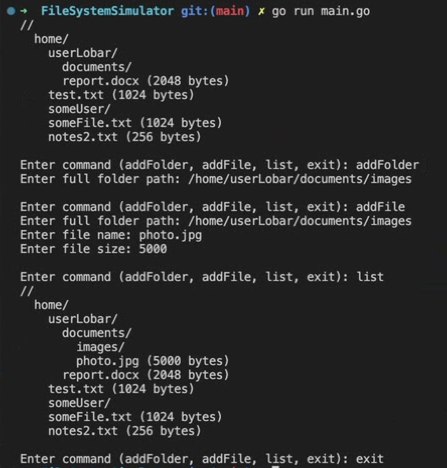 ➜ FileSystemSimulator git:(main) ✗ go run main.go
//
  home/
    userLobar/
      documents/
      report.docx (2048 bytes)
    test.txt (1024 bytes)
    someUser/
    someFile.txt (1024 bytes)
    notes2.txt (256 bytes)
Enter command (addFolder, addFile, list, exit): addFolder
Enter full folder path: /home/userLobar/documents/images
Enter command (addFolder, addFile, list, exit): addFile
Enter full folder path: /home/userLobar/documents/images
Enter file name: photo.jpg
Enter file size: 5000
Enter command (addFolder, addFile, list, exit): list
//
  home/
    userLobar/
      documents/
        images/
        photo.jpg (5000 bytes)
      report.docx (2048 bytes)
    test.txt (1024 bytes)
    someUser/
    someFile.txt (1024 bytes)
    notes2.txt (256 bytes)
Enter command (addFolder, addFile, list, exit): exit